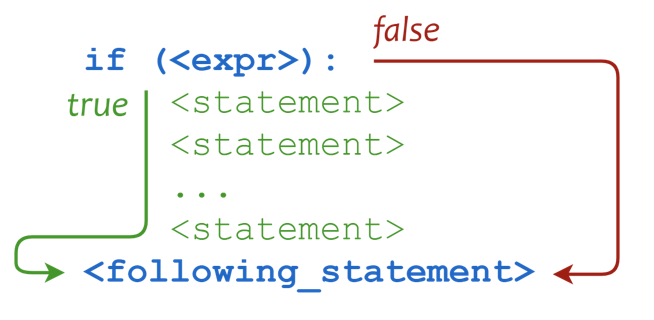 false
if (<expr>):
true
<statement>
<statement>
...
<statement>
<following_statement>